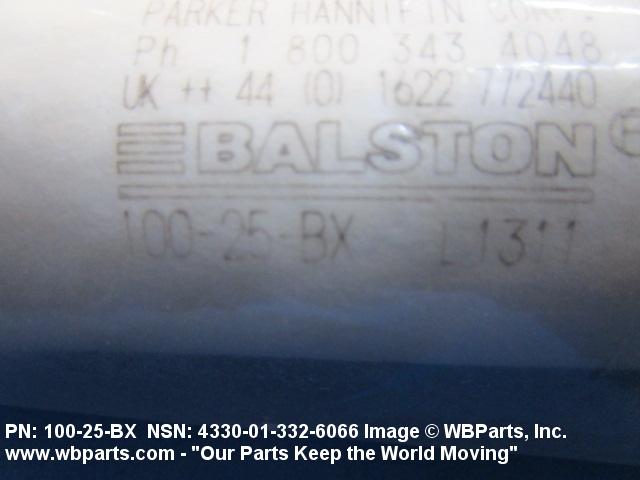 PARKER HANNIFIN CORP.
Ph 1 800 343 4048
UK ++ 44 (0) 1622 772440
BALSTON
100-25-BX L1311
PN: 100-25-BX NSN: 4330-01-332-6066 Image © WBParts, Inc.
www.wbparts.com - "Our Parts Keep the World Moving"